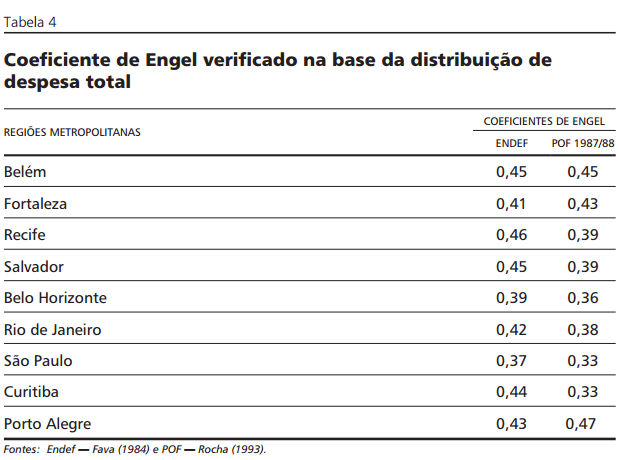 Tabela 4
Coeficiente de Engel verificado na base da distribuição de
despesa total
COEFICIENTES DE ENGEL
REGIÕES METROPOLITANAS
ENDEF POF 1987/88
Belém 0,45 0,45
Fortaleza 0,41 0,43
Recife 0,46 0,39
Salvador 0,45 0,39
Belo Horizonte 0,39 0,36
Rio de Janeiro 0,42 0,38
São Paulo 0,37 0,33
Curitiba 0,44 0,33
Porto Alegre 0,43 0,47
Fontes: Endef — Fava (1984) e POF — Rocha (1993).